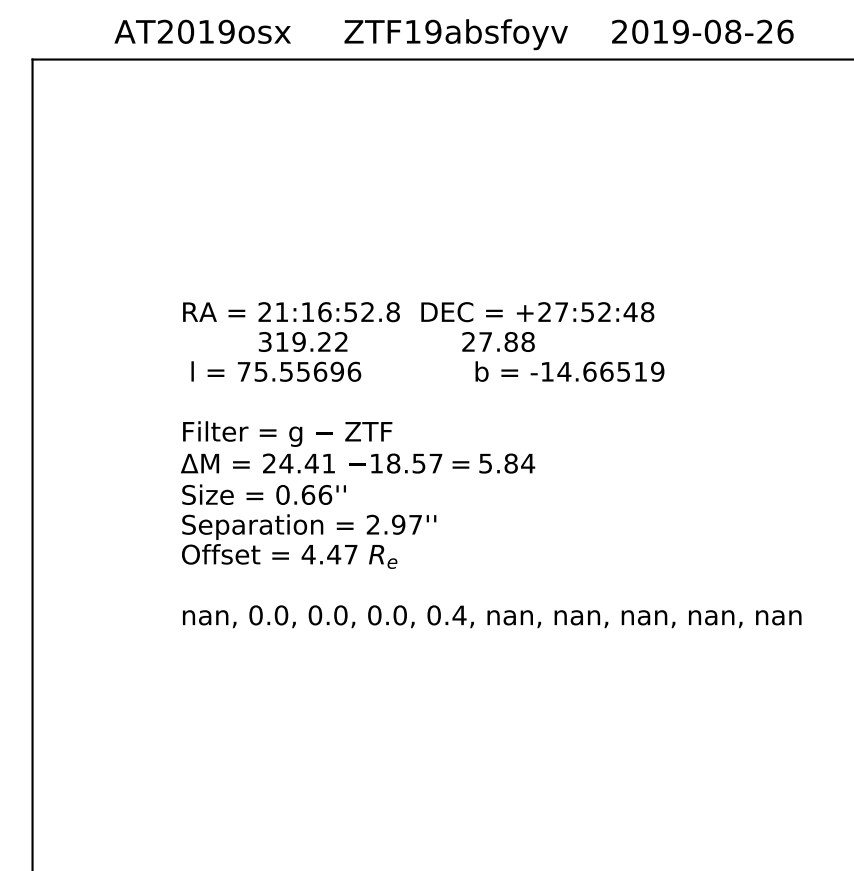 AT2019osx ZTF19absfoyv 2019-08-26
RA = 21:16:52.8 DEC = +27:52:48
319.22 27.88
l = 75.55696 b = -14.66519
Filter = g − ZTF
ΔM = 24.41 −18.57 = 5.84
Size = 0.66''
Separation = 2.97''
Offset = 4.47 Re
nan, 0.0, 0.0, 0.0, 0.4, nan, nan, nan, nan, nan